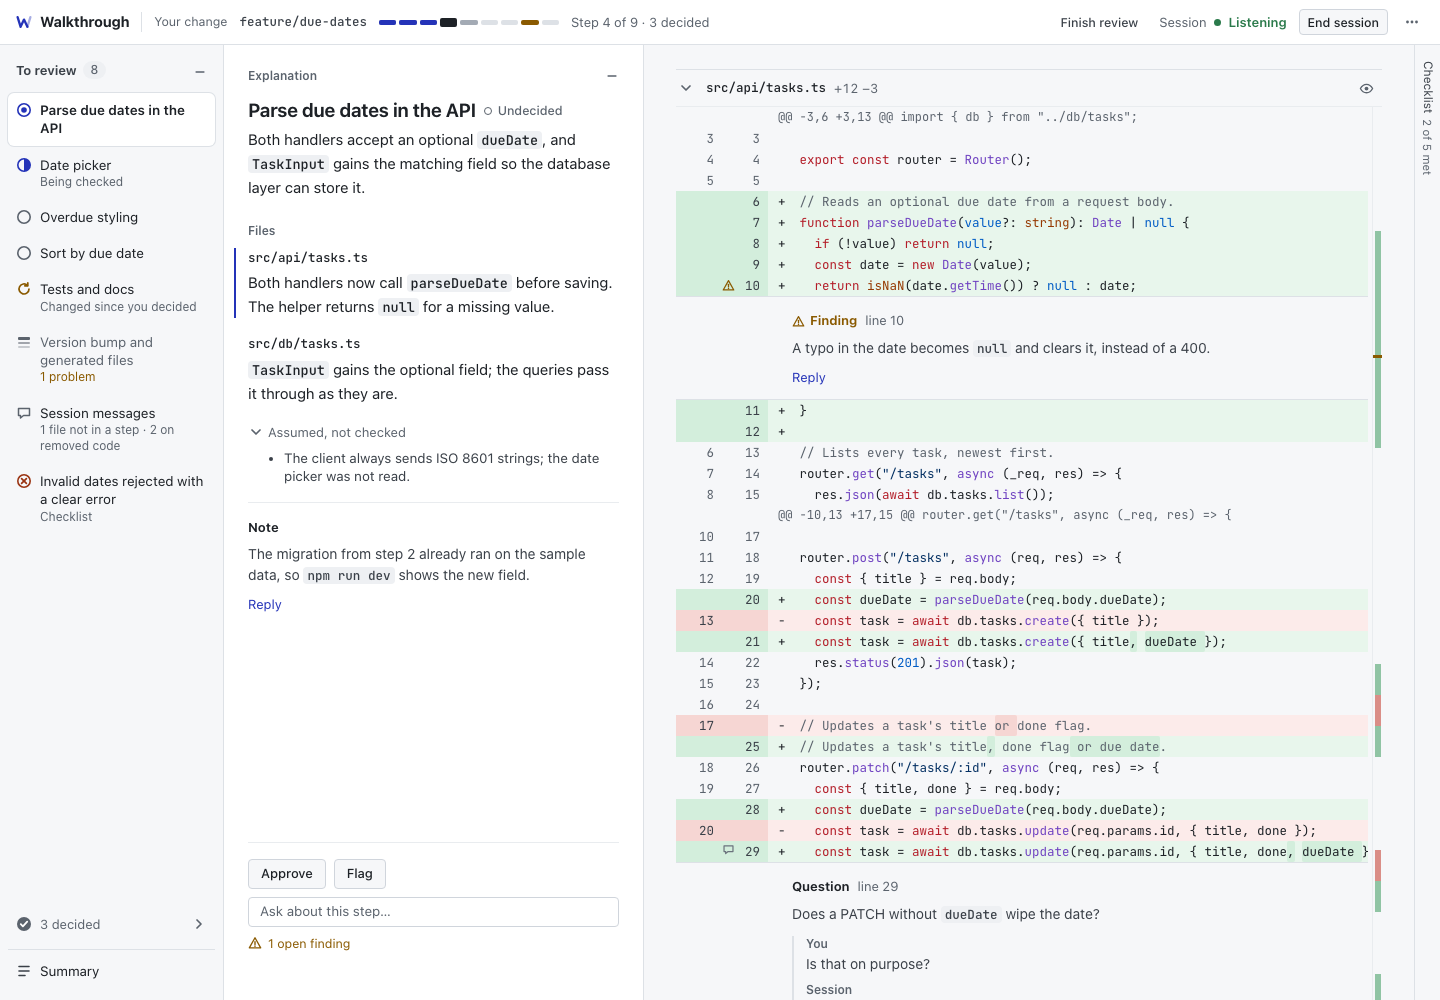 Walkthrough
Your change feature/due-dates
Step 4 of 9 · 3 decided
Finish review
Session Listening
End session
To review 8
Parse due dates in the
API
Date picker
Being checked
Overdue styling
Sort by due date
Tests and docs
Changed since you decided
Version bump and
generated files
1 problem
Session messages
1 file not in a step · 2 on
removed code
Invalid dates rejected with
a clear error
Checklist
3 decided
Summary
Explanation
Parse due dates in the API Undecided
Both handlers accept an optional dueDate, and
TaskInput gains the matching field so the database
layer can store it.
Files
src/api/tasks.ts
Both handlers now call parseDueDate before saving.
The helper returns null for a missing value.
src/db/tasks.ts
TaskInput gains the optional field; the queries pass
it through as they are.
Assumed, not checked
• The client always sends ISO 8601 strings; the date
picker was not read.
Note
The migration from step 2 already ran on the sample
data, so npm run dev shows the new field.
Reply
Approve
Flag
Ask about this step…
1 open finding
src/api/tasks.ts +12 −3
@@ -3,6 +3,13 @@ import { db } from "../db/tasks";
3 3
4 4 export const router = Router();
5 5
6 + // Reads an optional due date from a request body.
7 + function parseDueDate(value?: string): Date | null {
8 + if (!value) return null;
9 + const date = new Date(value);
10 + return isNaN(date.getTime()) ? null : date;
Finding line 10
A typo in the date becomes null and clears it, instead of a 400.
Reply
11 + }
12 +
6 13 // Lists every task, newest first.
7 14 router.get("/tasks", async (_req, res) => {
8 15 res.json(await db.tasks.list());
@@ -10,13 +17,15 @@ router.get("/tasks", async (_req, res) => {
10 17
11 18 router.post("/tasks", async (req, res) => {
12 19 const { title } = req.body;
20 + const dueDate = parseDueDate(req.body.dueDate);
13 - const task = await db.tasks.create({ title });
21 + const task = await db.tasks.create({ title, dueDate });
14 22 res.status(201).json(task);
15 23 });
16 24
17 - // Updates a task's title or done flag.
25 + // Updates a task's title, done flag or due date.
18 26 router.patch("/tasks/:id", async (req, res) => {
19 27 const { title, done } = req.body;
28 + const dueDate = parseDueDate(req.body.dueDate);
20 - const task = await db.tasks.update(req.params.id, { title, done });
29 + const task = await db.tasks.update(req.params.id, { title, done, dueDate }
Question line 29
Does a PATCH without dueDate wipe the date?
You
Is that on purpose?
Session
Checklist 2 of 5 met